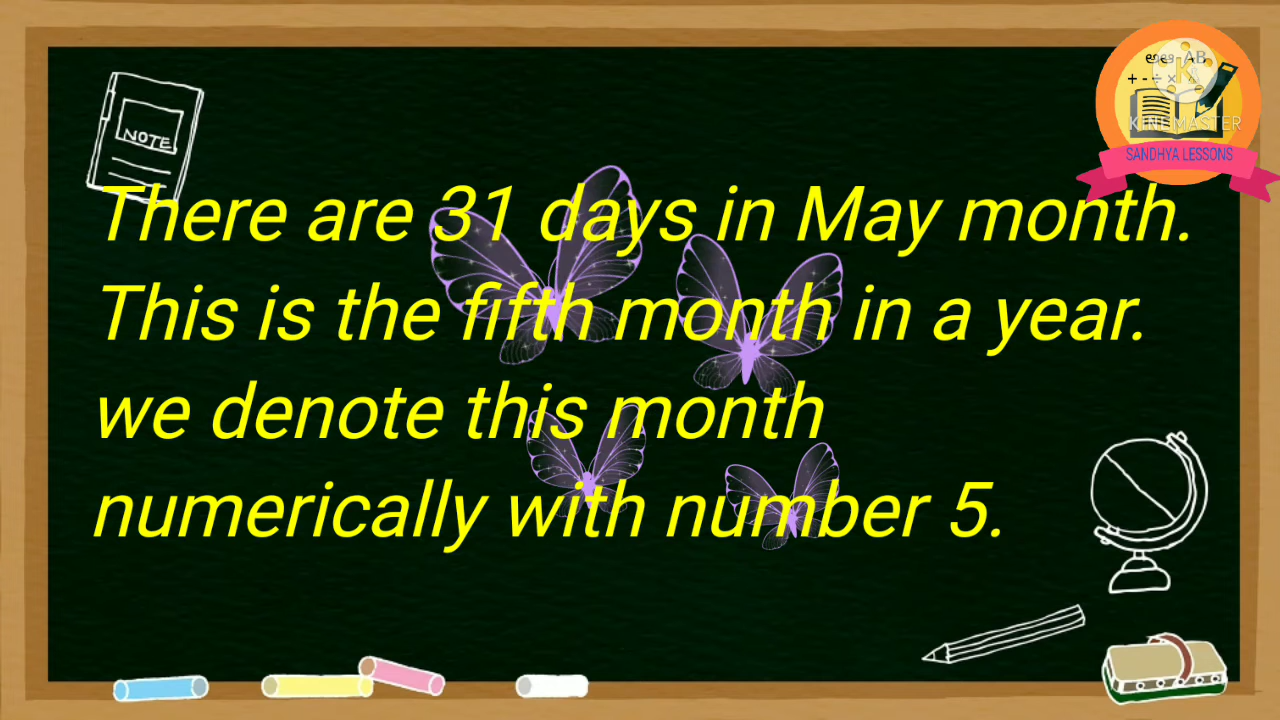 NOTE
అఆ AB
+ - ÷ ×
K
KINEMASTER
SANDHYA LESSONS
There are 31 days in May month.
This is the fifth month in a year.
we denote this month
numerically with number 5.